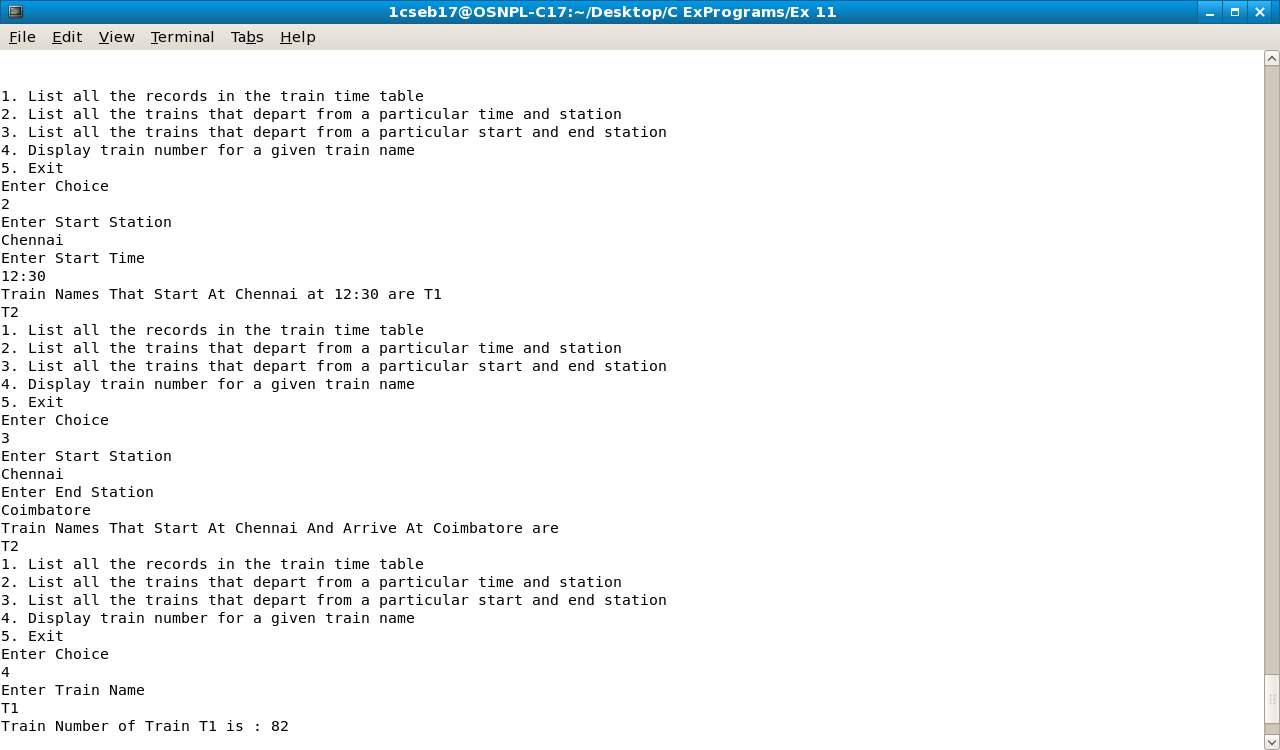 1cseb17@OSNPL-C17:~/Desktop/C ExPrograms/Ex 11
File Edit View Terminal Tabs Help
1. List all the records in the train time table
2. List all the trains that depart from a particular time and station
3. List all the trains that depart from a particular start and end station
4. Display train number for a given train name
5. Exit
Enter Choice
2
Enter Start Station
Chennai
Enter Start Time
12:30
Train Names That Start At Chennai at 12:30 are T1
T2
1. List all the records in the train time table
2. List all the trains that depart from a particular time and station
3. List all the trains that depart from a particular start and end station
4. Display train number for a given train name
5. Exit
Enter Choice
3
Enter Start Station
Chennai
Enter End Station
Coimbatore
Train Names That Start At Chennai And Arrive At Coimbatore are
T2
1. List all the records in the train time table
2. List all the trains that depart from a particular time and station
3. List all the trains that depart from a particular start and end station
4. Display train number for a given train name
5. Exit
Enter Choice
4
Enter Train Name
T1
Train Number of Train T1 is : 82